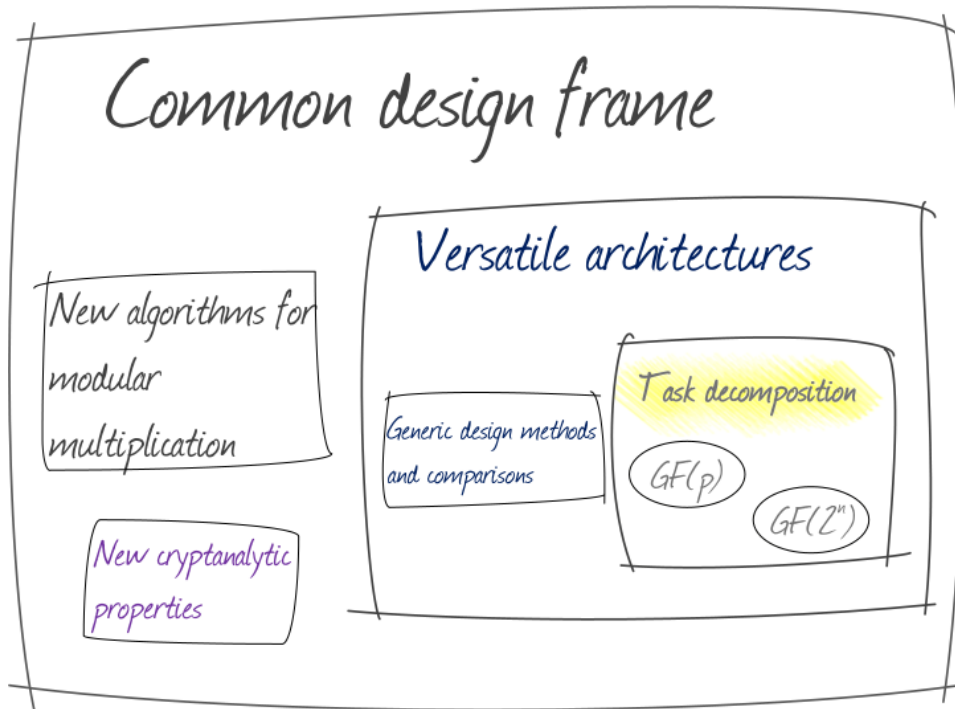 Common design frame
Versatile architectures
New algorithms for
modular
multiplication
Task decomposition
Generic design methods
and comparisons
GF(p)
GF(2ⁿ)
New cryptanalytic
properties